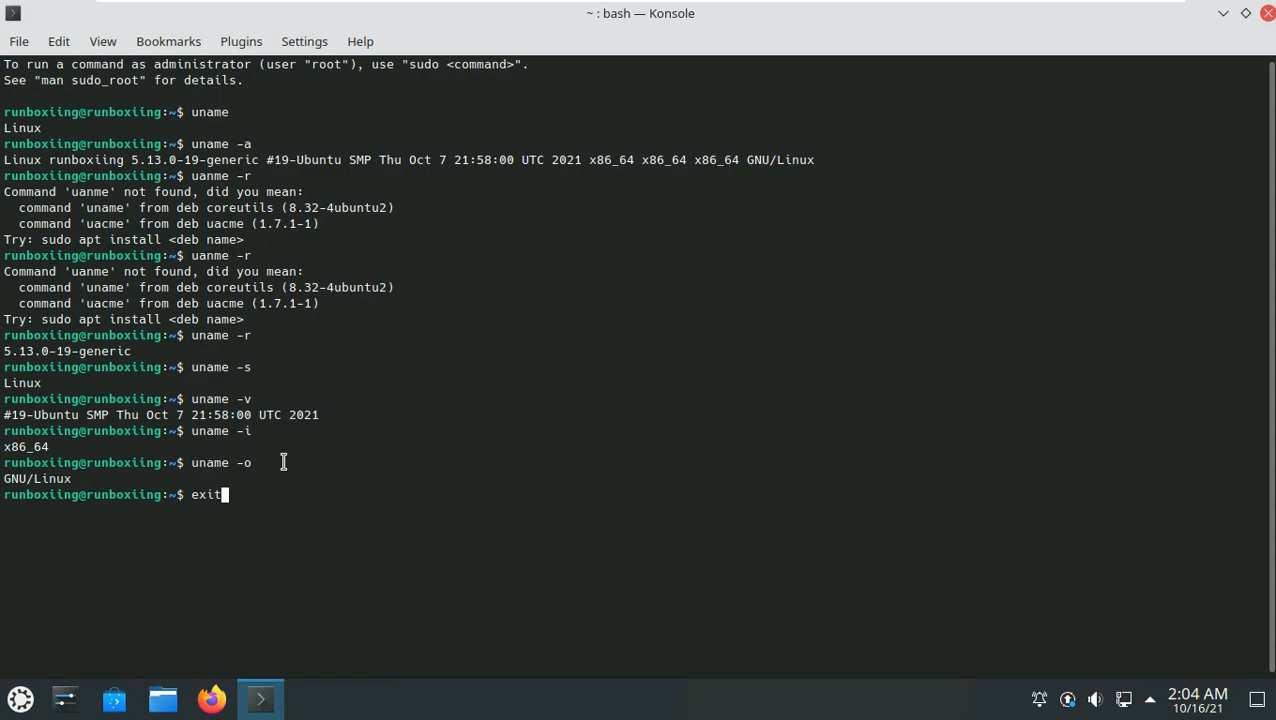 ~ : bash — Konsole
File Edit View Bookmarks Plugins Settings Help
To run a command as administrator (user "root"), use "sudo <command>".
See "man sudo_root" for details.
runboxiing@runboxiing:~$ uname
Linux
runboxiing@runboxiing:~$ uname -a
Linux runboxiing 5.13.0-19-generic #19-Ubuntu SMP Thu Oct 7 21:58:00 UTC 2021 x86_64 x86_64 x86_64 GNU/Linux
runboxiing@runboxiing:~$ uanme -r
Command 'uanme' not found, did you mean:
  command 'uname' from deb coreutils (8.32-4ubuntu2)
  command 'uacme' from deb uacme (1.7.1-1)
Try: sudo apt install <deb name>
runboxiing@runboxiing:~$ uanme -r
Command 'uanme' not found, did you mean:
  command 'uname' from deb coreutils (8.32-4ubuntu2)
  command 'uacme' from deb uacme (1.7.1-1)
Try: sudo apt install <deb name>
runboxiing@runboxiing:~$ uname -r
5.13.0-19-generic
runboxiing@runboxiing:~$ uname -s
Linux
runboxiing@runboxiing:~$ uname -v
#19-Ubuntu SMP Thu Oct 7 21:58:00 UTC 2021
runboxiing@runboxiing:~$ uname -i
x86_64
runboxiing@runboxiing:~$ uname -o
GNU/Linux
runboxiing@runboxiing:~$ exit
2:04 AM
10/16/21